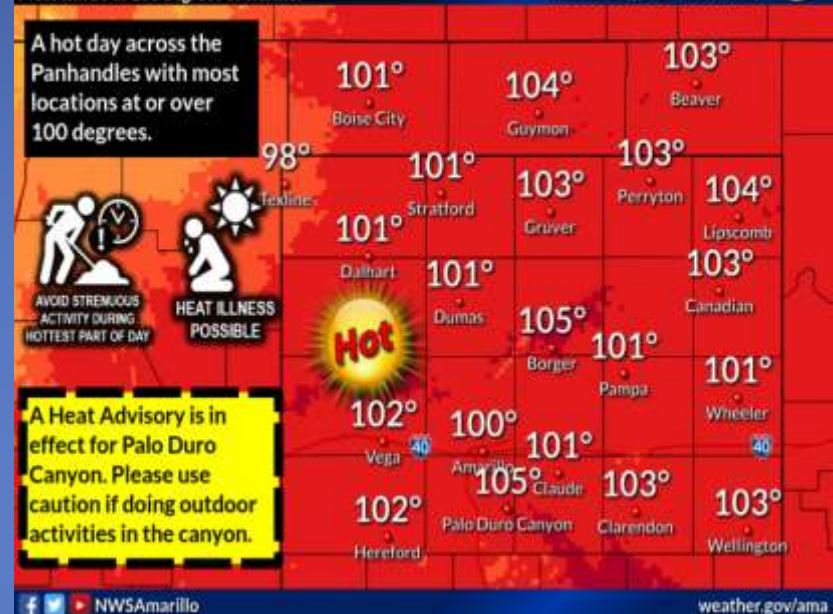 A hot day across the
Panhandles with most
locations at or over
100 degrees.
101°
Boise City
104°
Guymon
103°
Beaver
98°
Texline
101°
Stratford
103°
Gruver
103°
Perryton
104°
Lipscomb
101°
Dalhart
101°
Dumas
103°
Canadian
AVOID STRENUOUS
ACTIVITY DURING
HOTTEST PART OF DAY
HEAT ILLNESS
POSSIBLE
Hot
105°
Borger
101°
Pampa
101°
Wheeler
A Heat Advisory is in
effect for Palo Duro
Canyon. Please use
caution if doing outdoor
activities in the canyon.
102°
Vega
40
100°
Amarillo
101°
Claude
40
105°
Palo Duro Canyon
103°
Clarendon
103°
Wellington
102°
Hereford
NWSAmarillo
weather.gov/ama